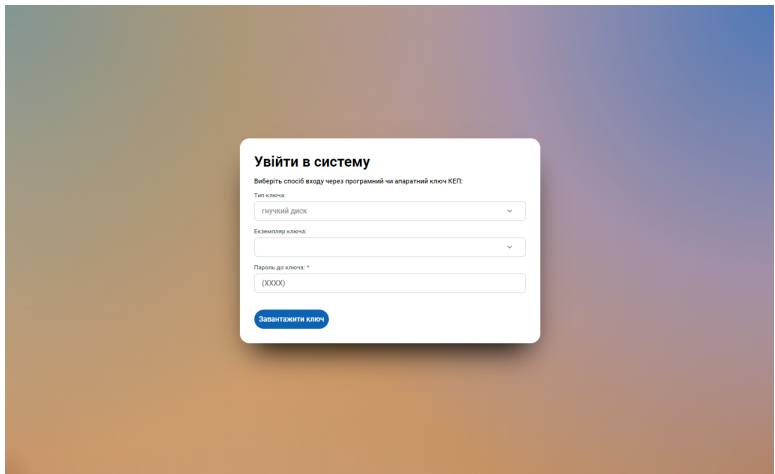 Увійти в систему
Виберіть спосіб входу через програмний чи апаратний ключ КЕП:
Тип ключа:
гнучкий диск
Екземпляр ключа:
Пароль до ключа: *
(XXXX)
Завантажити ключ